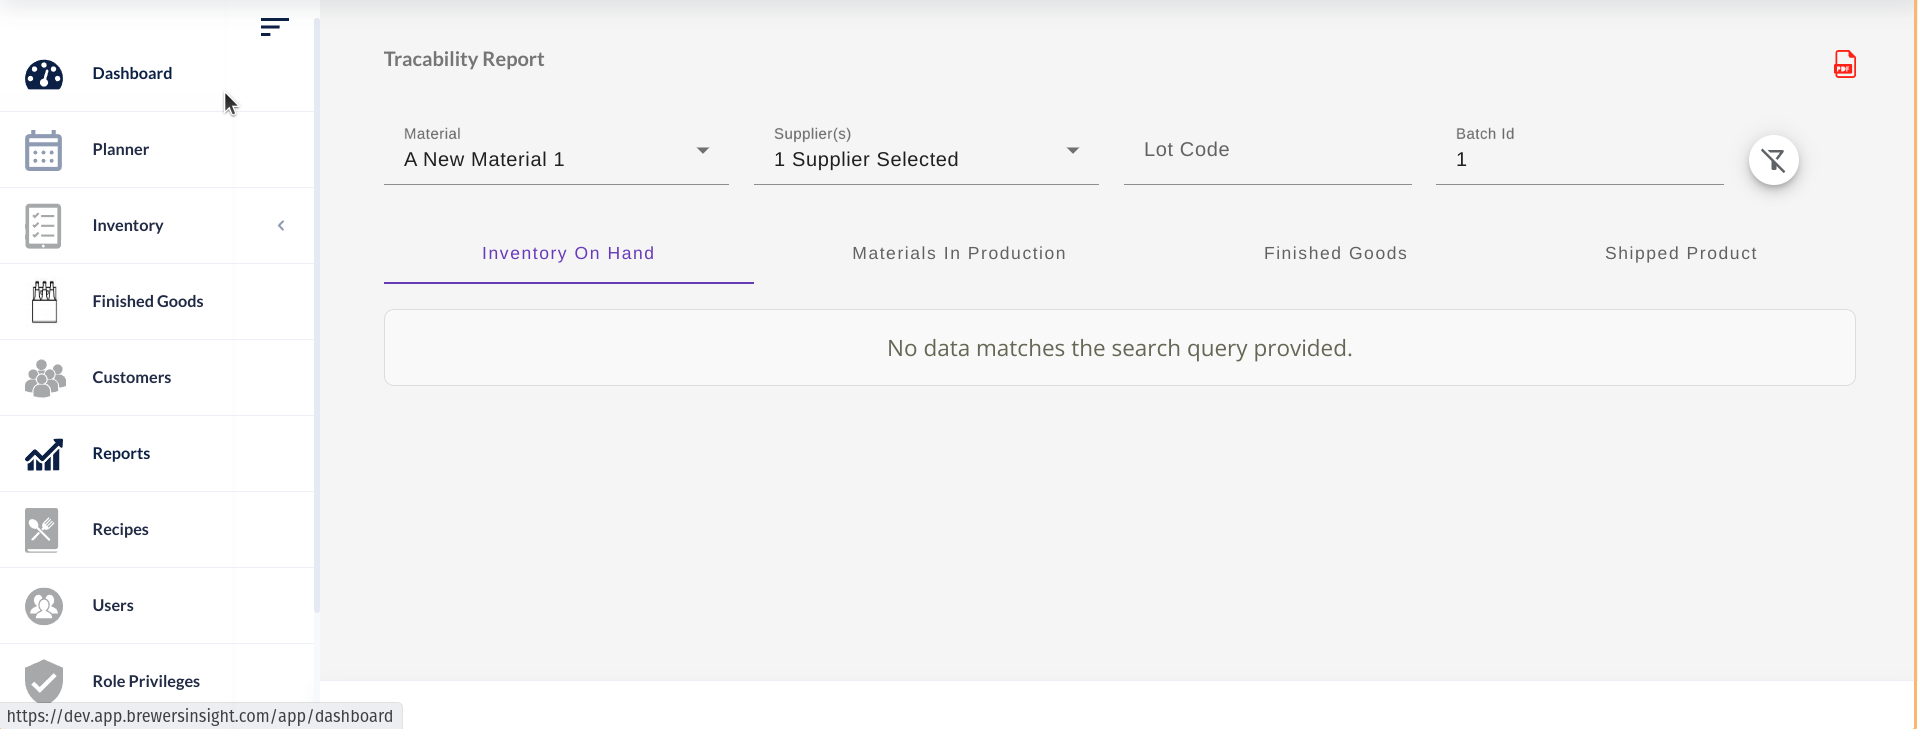 Dashboard
Planner
Inventory
Finished Goods
Customers
Reports
Recipes
Users
Role Privileges
https://dev.app.brewersinsight.com/app/dashboard
Tracability Report
PDF
Material
A New Material 1
Supplier(s)
1 Supplier Selected
Lot Code
Batch Id
1
Inventory On Hand
Materials In Production
Finished Goods
Shipped Product
No data matches the search query provided.